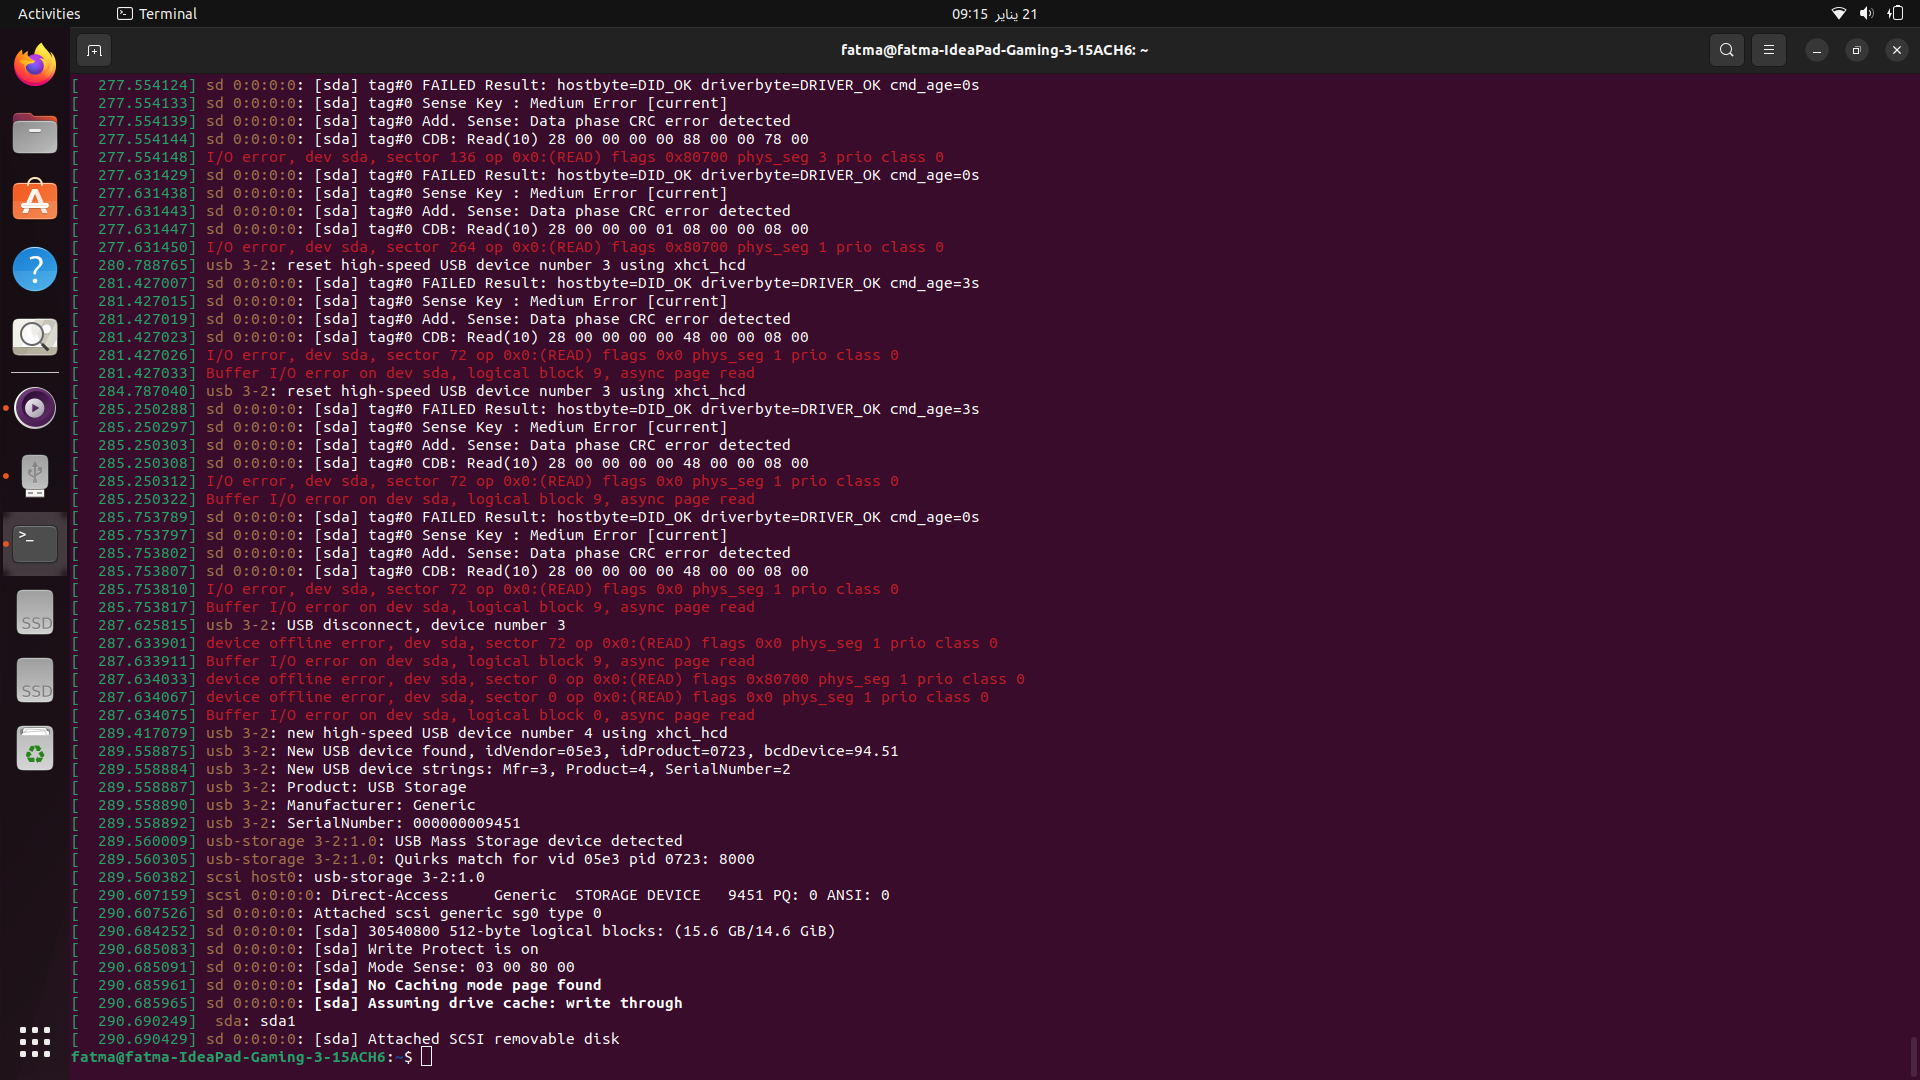 Activities
Terminal
21 يناير 09:15
fatma@fatma-IdeaPad-Gaming-3-15ACH6: ~
[  277.554124] sd 0:0:0:0: [sda] tag#0 FAILED Result: hostbyte=DID_OK driverbyte=DRIVER_OK cmd_age=0s
[  277.554133] sd 0:0:0:0: [sda] tag#0 Sense Key : Medium Error [current]
[  277.554139] sd 0:0:0:0: [sda] tag#0 Add. Sense: Data phase CRC error detected
[  277.554144] sd 0:0:0:0: [sda] tag#0 CDB: Read(10) 28 00 00 00 00 88 00 00 78 00
[  277.554148] I/O error, dev sda, sector 136 op 0x0:(READ) flags 0x80700 phys_seg 3 prio class 0
[  277.631429] sd 0:0:0:0: [sda] tag#0 FAILED Result: hostbyte=DID_OK driverbyte=DRIVER_OK cmd_age=0s
[  277.631438] sd 0:0:0:0: [sda] tag#0 Sense Key : Medium Error [current]
[  277.631443] sd 0:0:0:0: [sda] tag#0 Add. Sense: Data phase CRC error detected
[  277.631447] sd 0:0:0:0: [sda] tag#0 CDB: Read(10) 28 00 00 00 01 08 00 00 08 00
[  277.631450] I/O error, dev sda, sector 264 op 0x0:(READ) flags 0x80700 phys_seg 1 prio class 0
[  280.788765] usb 3-2: reset high-speed USB device number 3 using xhci_hcd
[  281.427007] sd 0:0:0:0: [sda] tag#0 FAILED Result: hostbyte=DID_OK driverbyte=DRIVER_OK cmd_age=3s
[  281.427015] sd 0:0:0:0: [sda] tag#0 Sense Key : Medium Error [current]
[  281.427019] sd 0:0:0:0: [sda] tag#0 Add. Sense: Data phase CRC error detected
[  281.427023] sd 0:0:0:0: [sda] tag#0 CDB: Read(10) 28 00 00 00 00 48 00 00 08 00
[  281.427026] I/O error, dev sda, sector 72 op 0x0:(READ) flags 0x0 phys_seg 1 prio class 0
[  281.427033] Buffer I/O error on dev sda, logical block 9, async page read
[  284.787040] usb 3-2: reset high-speed USB device number 3 using xhci_hcd
[  285.250288] sd 0:0:0:0: [sda] tag#0 FAILED Result: hostbyte=DID_OK driverbyte=DRIVER_OK cmd_age=3s
[  285.250297] sd 0:0:0:0: [sda] tag#0 Sense Key : Medium Error [current]
[  285.250303] sd 0:0:0:0: [sda] tag#0 Add. Sense: Data phase CRC error detected
[  285.250308] sd 0:0:0:0: [sda] tag#0 CDB: Read(10) 28 00 00 00 00 48 00 00 08 00
[  285.250312] I/O error, dev sda, sector 72 op 0x0:(READ) flags 0x0 phys_seg 1 prio class 0
[  285.250322] Buffer I/O error on dev sda, logical block 9, async page read
[  285.753789] sd 0:0:0:0: [sda] tag#0 FAILED Result: hostbyte=DID_OK driverbyte=DRIVER_OK cmd_age=0s
[  285.753797] sd 0:0:0:0: [sda] tag#0 Sense Key : Medium Error [current]
[  285.753802] sd 0:0:0:0: [sda] tag#0 Add. Sense: Data phase CRC error detected
[  285.753807] sd 0:0:0:0: [sda] tag#0 CDB: Read(10) 28 00 00 00 00 48 00 00 08 00
[  285.753810] I/O error, dev sda, sector 72 op 0x0:(READ) flags 0x0 phys_seg 1 prio class 0
[  285.753817] Buffer I/O error on dev sda, logical block 9, async page read
[  287.625815] usb 3-2: USB disconnect, device number 3
[  287.633901] device offline error, dev sda, sector 72 op 0x0:(READ) flags 0x0 phys_seg 1 prio class 0
[  287.633911] Buffer I/O error on dev sda, logical block 9, async page read
[  287.634033] device offline error, dev sda, sector 0 op 0x0:(READ) flags 0x80700 phys_seg 1 prio class 0
[  287.634067] device offline error, dev sda, sector 0 op 0x0:(READ) flags 0x0 phys_seg 1 prio class 0
[  287.634075] Buffer I/O error on dev sda, logical block 0, async page read
[  289.417079] usb 3-2: new high-speed USB device number 4 using xhci_hcd
[  289.558875] usb 3-2: New USB device found, idVendor=05e3, idProduct=0723, bcdDevice=94.51
[  289.558884] usb 3-2: New USB device strings: Mfr=3, Product=4, SerialNumber=2
[  289.558887] usb 3-2: Product: USB Storage
[  289.558890] usb 3-2: Manufacturer: Generic
[  289.558892] usb 3-2: SerialNumber: 000000009451
[  289.560009] usb-storage 3-2:1.0: USB Mass Storage device detected
[  289.560305] usb-storage 3-2:1.0: Quirks match for vid 05e3 pid 0723: 8000
[  289.560382] scsi host0: usb-storage 3-2:1.0
[  290.607159] scsi 0:0:0:0: Direct-Access     Generic  STORAGE DEVICE   9451 PQ: 0 ANSI: 0
[  290.607526] sd 0:0:0:0: Attached scsi generic sg0 type 0
[  290.684252] sd 0:0:0:0: [sda] 30540800 512-byte logical blocks: (15.6 GB/14.6 GiB)
[  290.685083] sd 0:0:0:0: [sda] Write Protect is on
[  290.685091] sd 0:0:0:0: [sda] Mode Sense: 03 00 80 00
[  290.685961] sd 0:0:0:0: [sda] No Caching mode page found
[  290.685965] sd 0:0:0:0: [sda] Assuming drive cache: write through
[  290.690249]  sda: sda1
[  290.690429] sd 0:0:0:0: [sda] Attached SCSI removable disk
fatma@fatma-IdeaPad-Gaming-3-15ACH6:~$
SSD
SSD